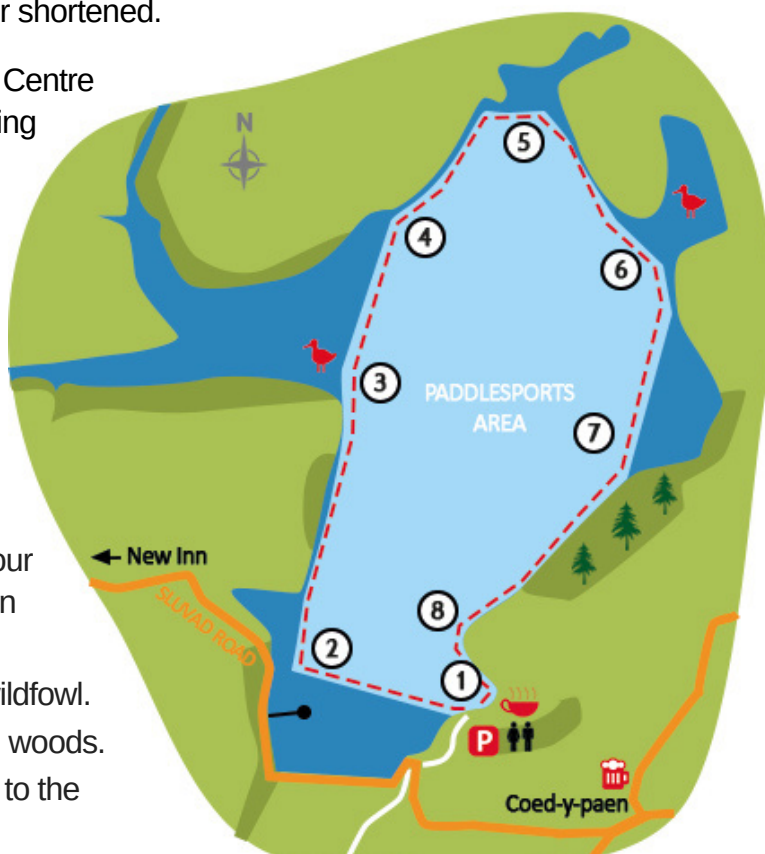 r shortened.
Centre
ing
N
5
4
6
3
PADDLESPORTS
AREA
7
our
n
New Inn
SLUVAD ROAD
8
2
1
ildfowl.
woods.
to the
P
Coed-y-paen